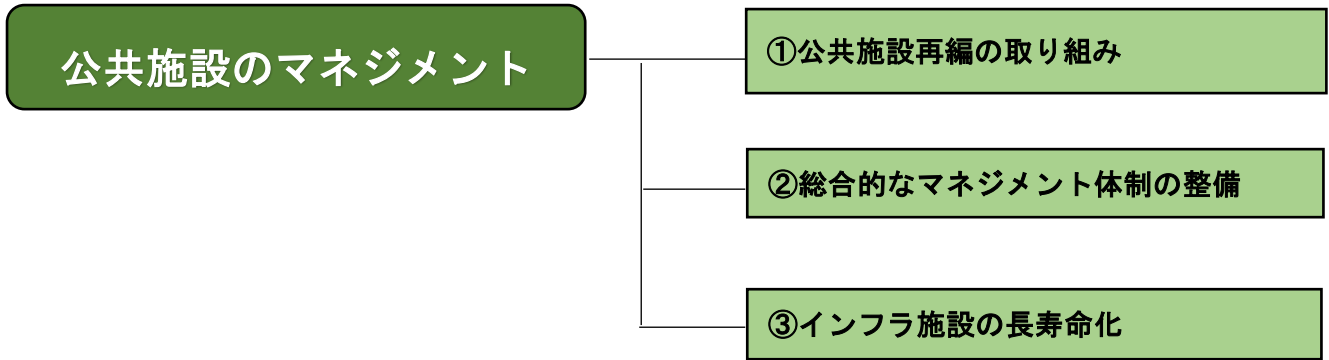 公共施設のマネジメント
①公共施設再編の取り組み
②総合的なマネジメント体制の整備
③インフラ施設の長寿命化